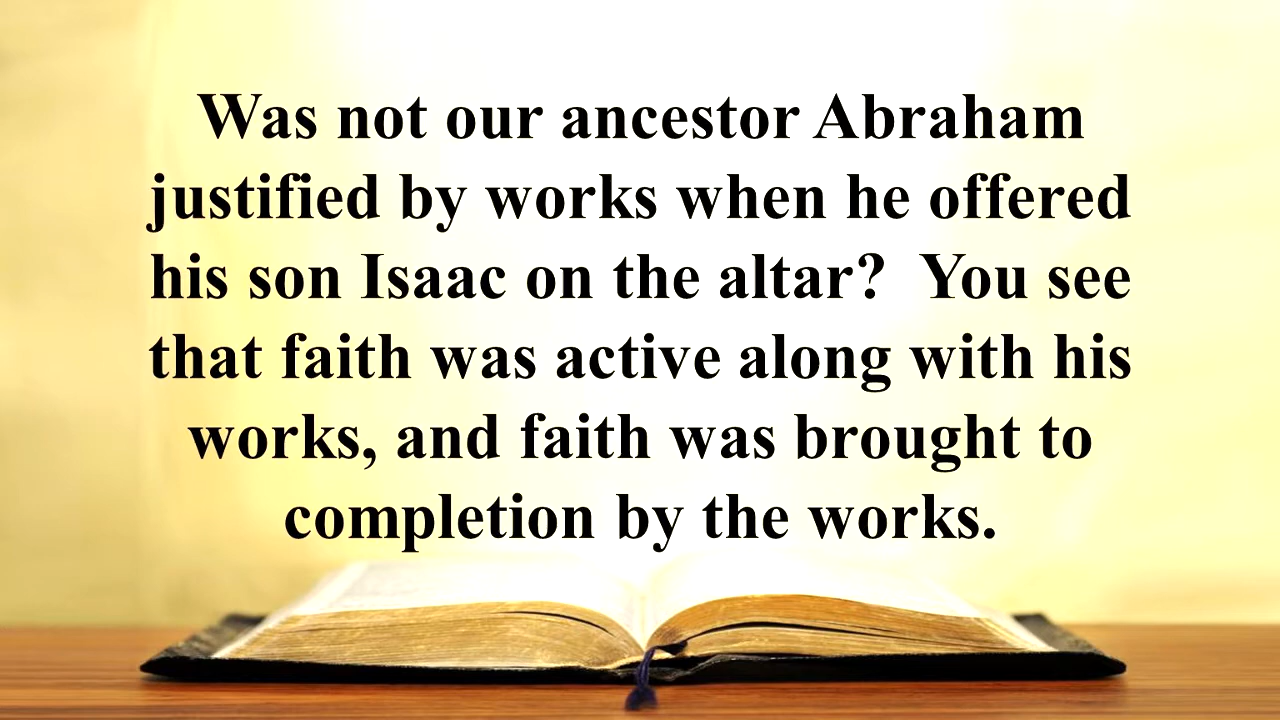 Was not our ancestor Abraham
justified by works when he offered
his son Isaac on the altar?  You see
that faith was active along with his
works, and faith was brought to
completion by the works.